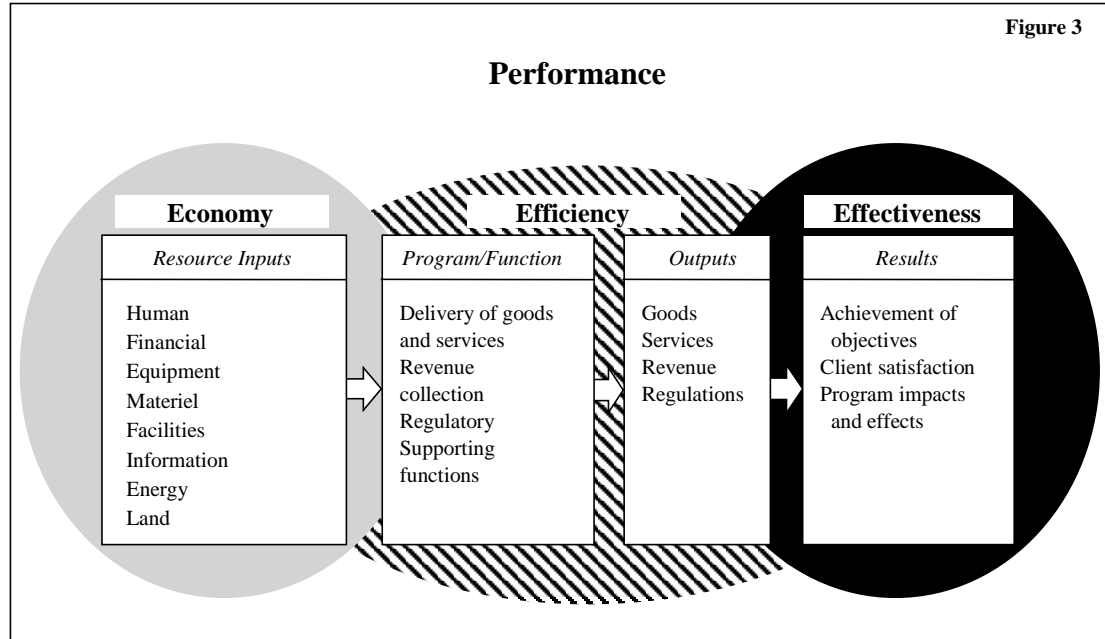 Figure 3
Performance
Economy
Resource Inputs
Human
Financial
Equipment
Materiel
Facilities
Information
Energy
Land
Efficiency
Program/Function
Delivery of goods
and services
Revenue
collection
Regulatory
Supporting
functions
Outputs
Goods
Services
Revenue
Regulations
Effectiveness
Results
Achievement of
objectives
Client satisfaction
Program impacts
and effects